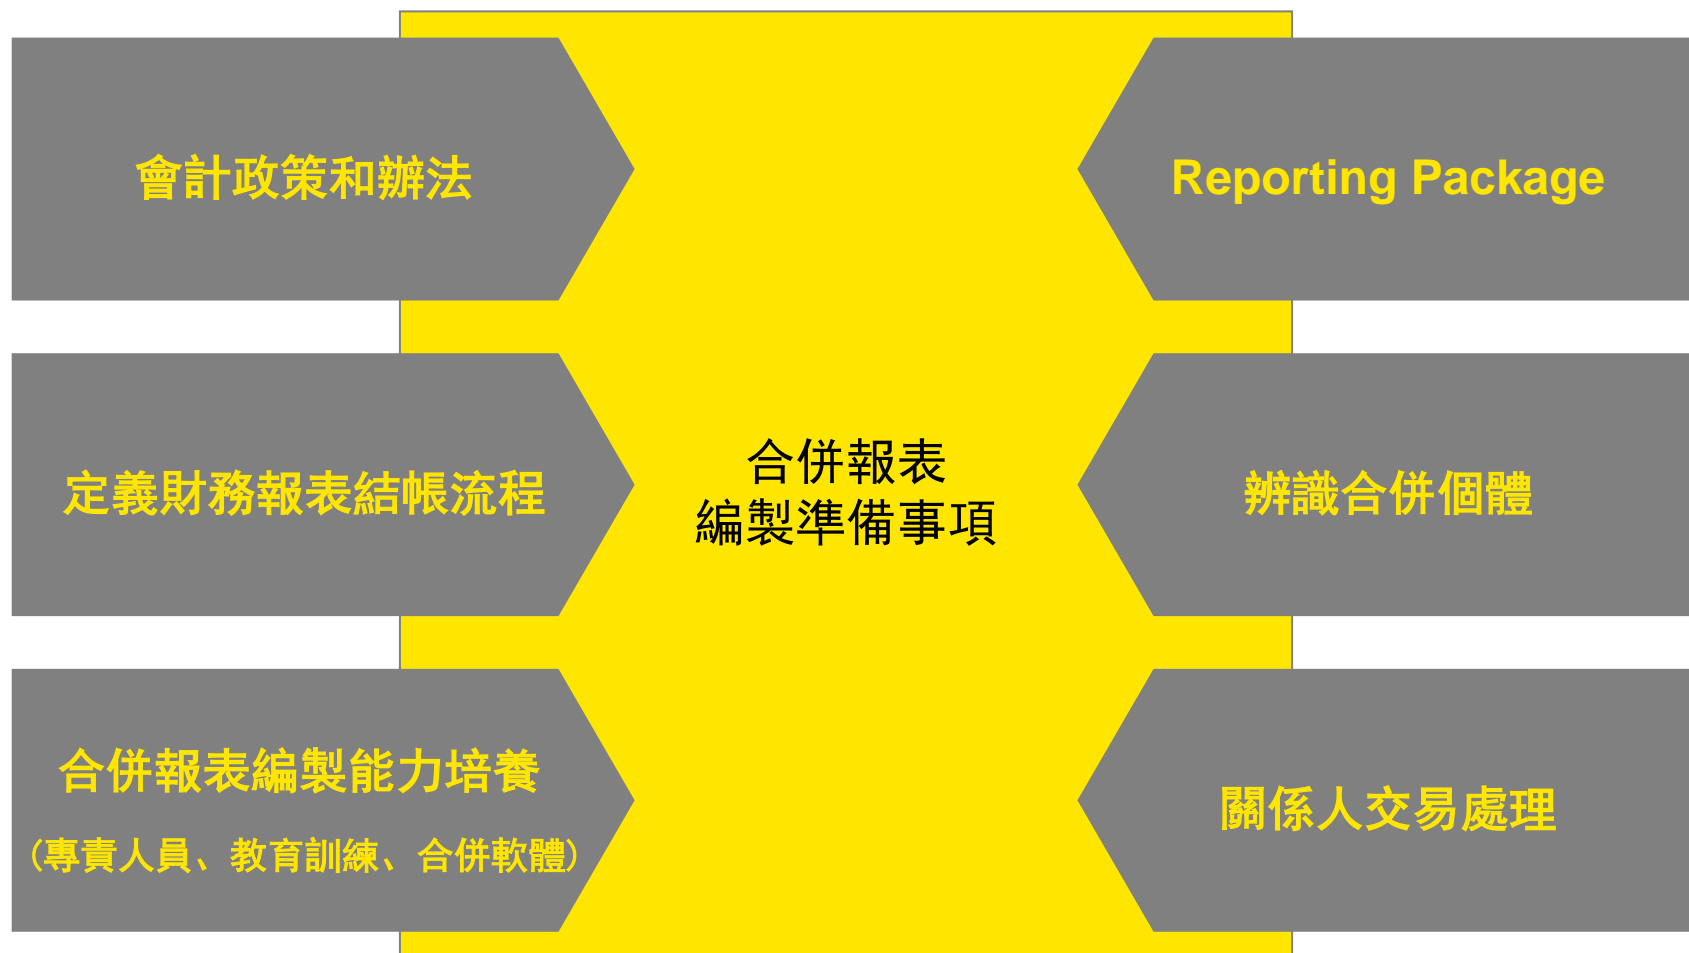 會計政策和辦法
定義財務報表結帳流程
合併報表編製能力培養
(專責人員、教育訓練、合併軟體)
合併報表
編製準備事項
Reporting Package
辨識合併個體
關係人交易處理